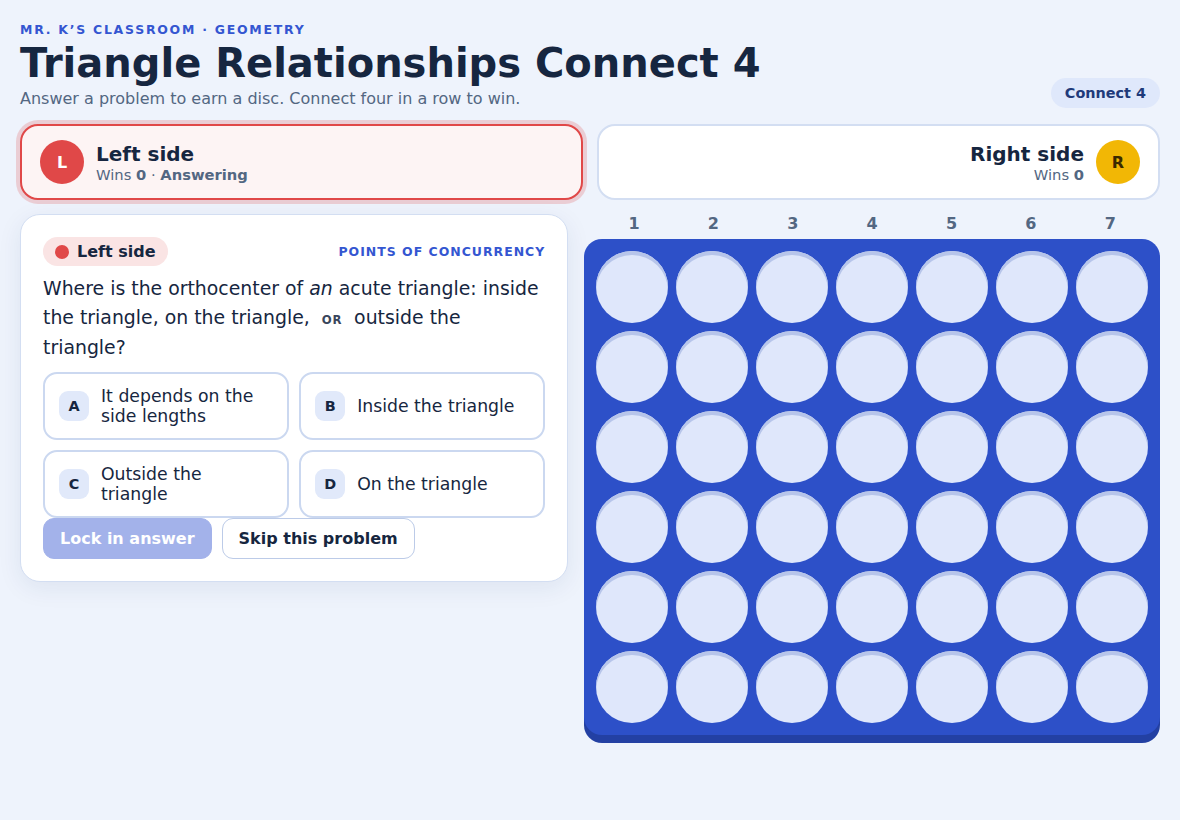 MR. K'S CLASSROOM · GEOMETRY
Triangle Relationships Connect 4
Answer a problem to earn a disc. Connect four in a row to win.
Connect 4
L
Left side
Wins 0 · Answering
Right side
Wins 0
R
Left side
POINTS OF CONCURRENCY
Where is the orthocenter of an acute triangle: inside
the triangle, on the triangle, OR outside the
triangle?
A
It depends on the
side lengths
B
Inside the triangle
C
Outside the
triangle
D
On the triangle
Lock in answer
Skip this problem
1 2 3 4 5 6 7